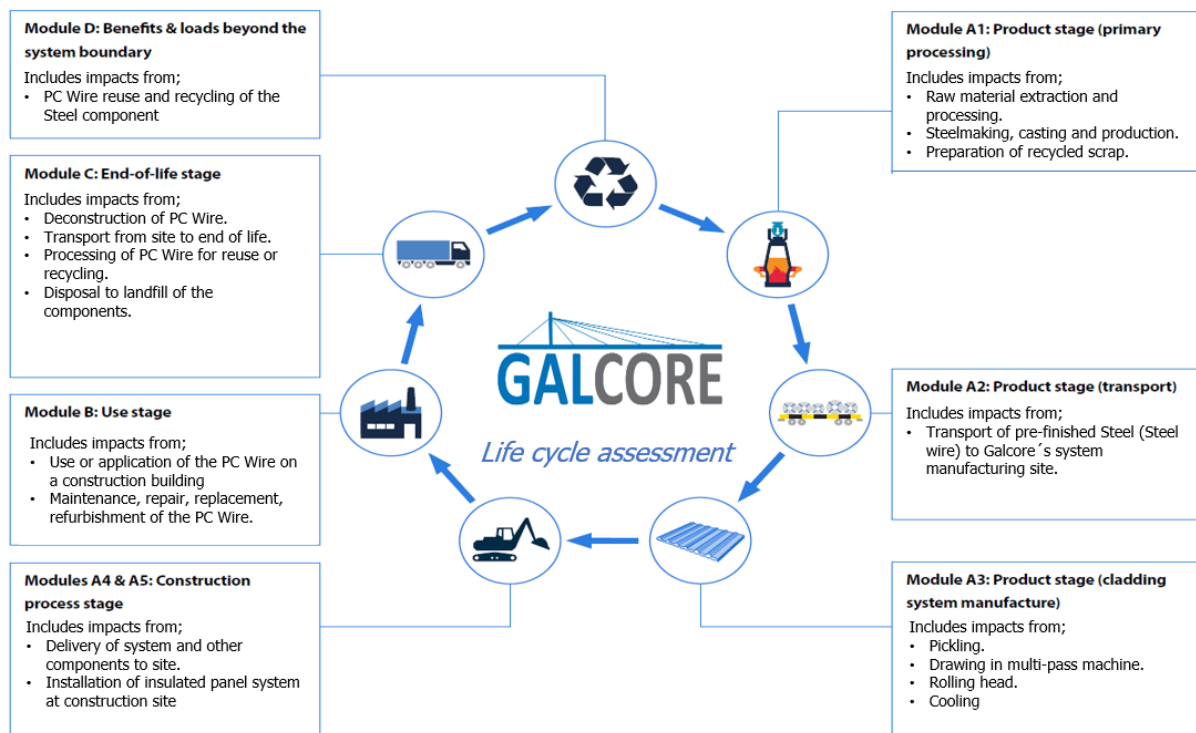 Module D: Benefits & loads beyond the
system boundary
Includes impacts from;
• PC Wire reuse and recycling of the
Steel component
Module C: End-of-life stage
Includes impacts from;
• Deconstruction of PC Wire.
• Transport from site to end of life.
• Processing of PC Wire for reuse or
recycling.
• Disposal to landfill of the
components.
Module B: Use stage
Includes impacts from;
• Use or application of the PC Wire on
a construction building
• Maintenance, repair, replacement,
refurbishment of the PC Wire.
Modules A4 & A5: Construction
process stage
Includes impacts from;
• Delivery of system and other
components to site.
• Installation of insulated panel system
at construction site
GALCORE
Life cycle assessment
Module A1: Product stage (primary
processing)
Includes impacts from;
• Raw material extraction and
processing.
• Steelmaking, casting and production.
• Preparation of recycled scrap.
Module A2: Product stage (transport)
Includes impacts from;
• Transport of pre-finished Steel (Steel
wire) to Galcore´s system
manufacturing site.
Module A3: Product stage (cladding
system manufacture)
Includes impacts from;
• Pickling.
• Drawing in multi-pass machine.
• Rolling head.
• Cooling